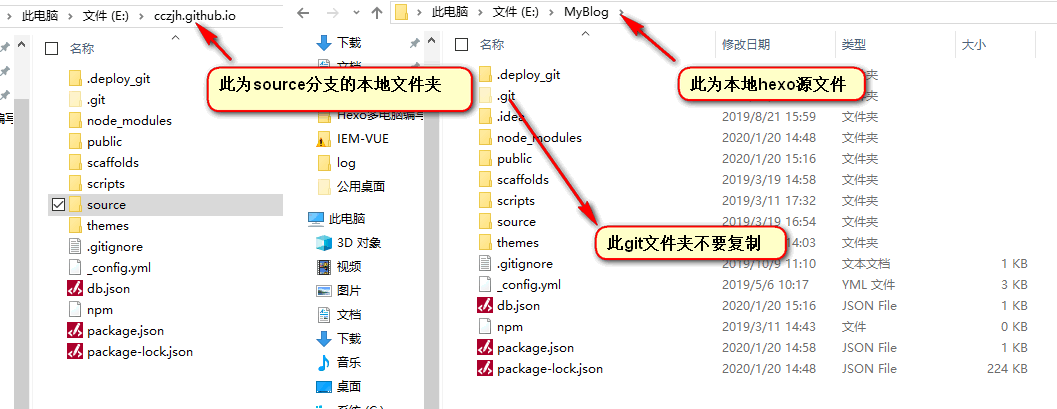 此电脑 文件 (E:) cczjh.github.io
名称
.deploy_git
.git
node_modules
public
scaffolds
scripts
source
themes
.gitignore
_config.yml
db.json
npm
package.json
package-lock.json
编写
此为source分支的本地文件夹
此电脑 文件 (E:) MyBlog
下载
文档
Hexo多电脑编写
IEM-VUE
log
公用桌面
此电脑
3D 对象
视频
图片
文档
下载
音乐
桌面
名称 修改日期 类型 大小
此为本地hexo源文件
.deploy_git 文件夹
.git 文件夹
.idea 2019/8/21 15:59 文件夹
node_modules 2020/1/20 14:48 文件夹
public 2020/1/20 15:16 文件夹
scaffolds 2019/3/19 14:58 文件夹
scripts 2019/3/11 17:32 文件夹
source 2019/3/19 16:54 文件夹
此git文件夹不要复制
themes 14:03 文件夹
.gitignore 2019/10/9 11:10 文本文档 1 KB
_config.yml 2019/5/6 10:17 YML 文件 3 KB
db.json 2020/1/20 15:16 JSON File 1 KB
npm 2019/3/11 14:43 文件 0 KB
package.json 2020/1/20 14:58 JSON File 1 KB
package-lock.json 2020/1/20 14:48 JSON File 224 KB